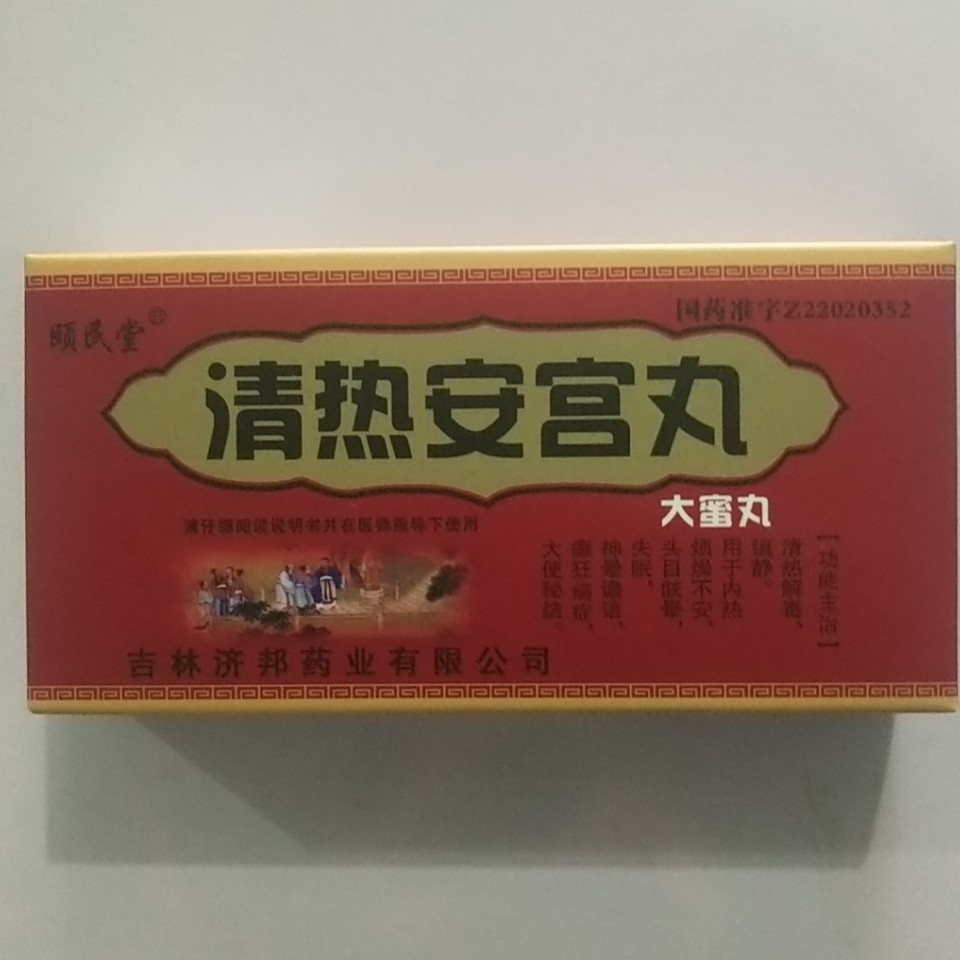 颐民堂®
国药准字Z22020352
清热安宫丸
大蜜丸
请仔细阅读说明书并在医师指导下使用
【功能主治】
清热解毒、
镇静。
用于内热
烦燥不安,
头目眩晕,
失眠,
神晕谵语、
癫狂痫症,
大便秘结。
吉林济邦药业有限公司